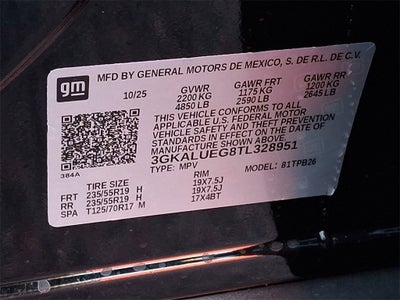 gm
MFD BY GENERAL MOTORS DE MEXICO, S. DE R.L. DE C.V.
10/25 GVWR GAWR FRT GAWR RR
2200 KG 1175 KG 1200 KG
4850 LB 2590 LB 2645 LB
THIS VEHICLE CONFORMS TO ALL
APPLICABLE U.S. FEDERAL MOTOR
VEHICLE SAFETY STANDARDS
IN EFFECT ON THE DATE OF
MANUFACTURE SHOWN ABOVE.
3GKALUEG8TL328951
TYPE: MPV MODEL: 81TPB26
384A
TIRE SIZE RIM
FRT 235/55R19 H 19X7.5J
RR 235/55R19 H 19X7.5J
SPA T125/70R17 M 17X4BT